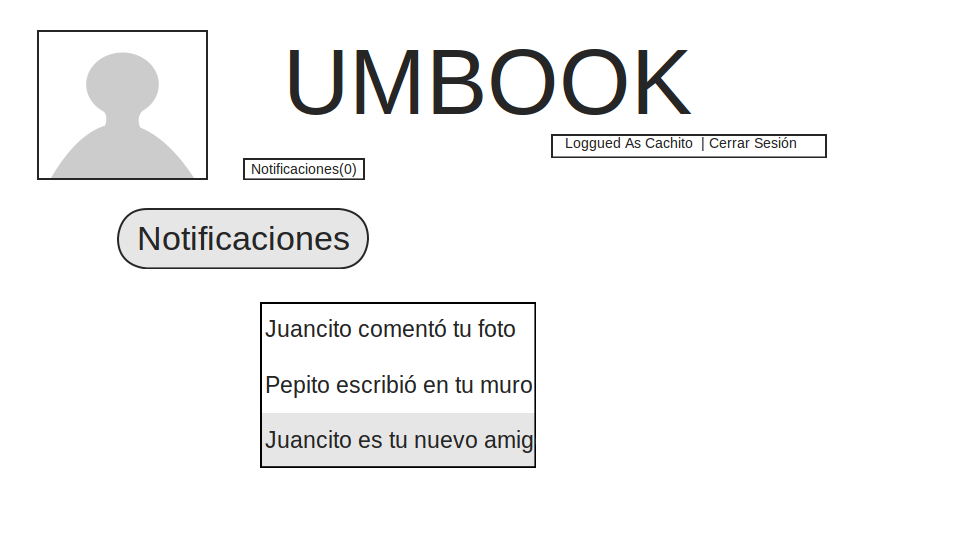 UMBOOK
Loggued As Cachito | Cerrar Sesión
Notificaciones(0)
Notificaciones
Juancito comentó tu foto
Pepito escribió en tu muro
Juancito es tu nuevo amig